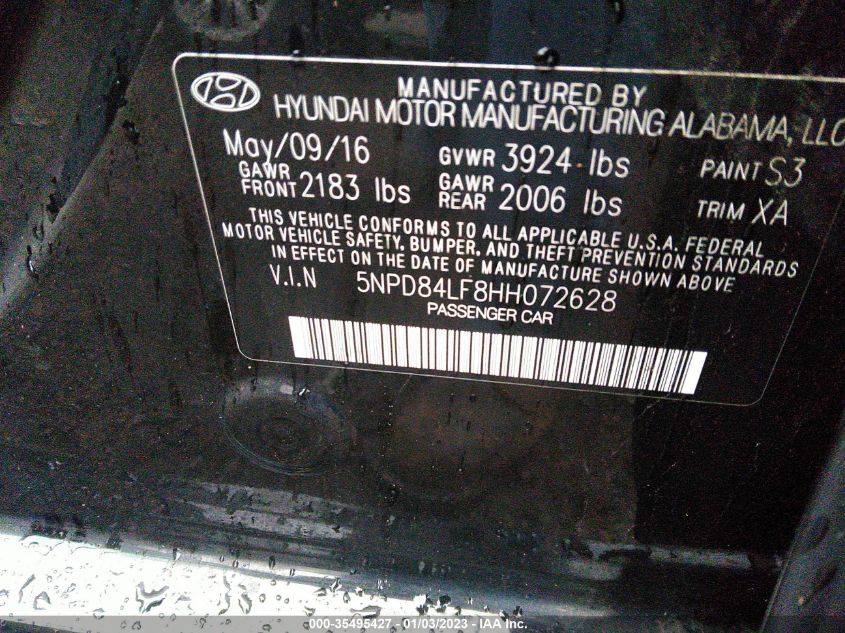 MANUFACTURED BY
HYUNDAI MOTOR MANUFACTURING ALABAMA, LLC
May/09/16 GVWR 3924 lbs PAINT S3
GAWR FRONT 2183 lbs GAWR REAR 2006 lbs TRIM XA
THIS VEHICLE CONFORMS TO ALL APPLICABLE U.S.A. FEDERAL
MOTOR VEHICLE SAFETY, BUMPER, AND THEFT PREVENTION STANDARDS
IN EFFECT ON THE DATE OF MANUFACTURE SHOWN ABOVE
V.I.N 5NPD84LF8HH072628
PASSENGER CAR
000-35495427 - 01/03/2023 - IAA Inc.